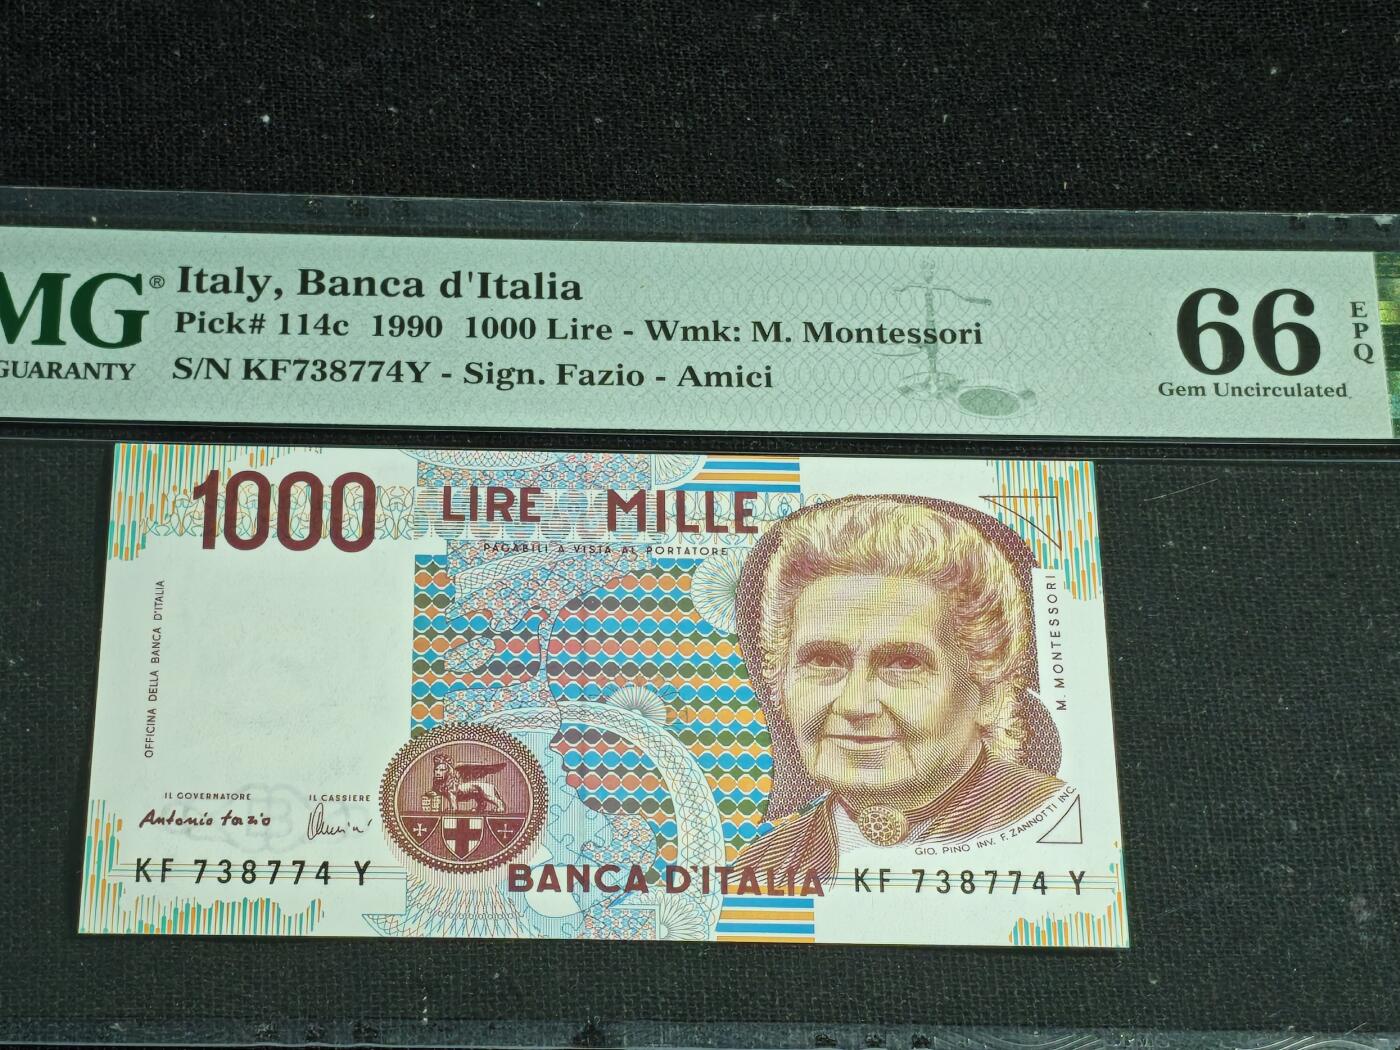 MG®
GUARANTY
Italy, Banca d'Italia
Pick# 114c 1990 1000 Lire - Wmk: M. Montessori
S/N KF738774Y - Sign. Fazio - Amici
66
EPQ
Gem Uncirculated
1000 LIRE MILLE
PAGABILI A VISTA AL PORTATORE
OFFICINA DELLA BANCA D'ITALIA
M. MONTESSORI
IL GOVERNATORE
Antonio Fazio
IL CASSIERE
GIO. PINO INV. F. ZANNOTTI INC.
KF 738774 Y
BANCA D'ITALIA
KF 738774 Y